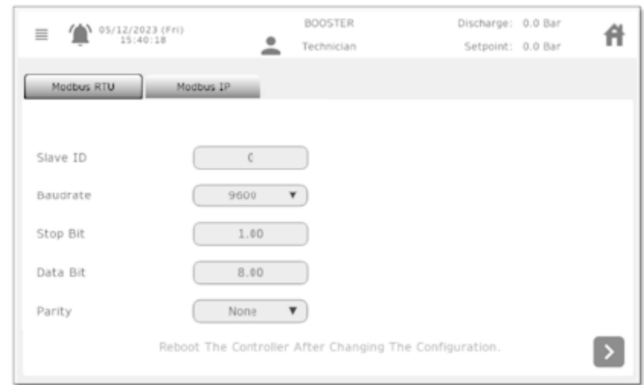 05/12/2023 (Fri)
15:40:18
BOOSTER
Technician
Discharge: 0.0 Bar
Setpoint: 0.0 Bar
Modbus RTU
Modbus IP
Slave ID 0
Baudrate 9600
Stop Bit 1.00
Data Bit 8.00
Parity None
Reboot The Controller After Changing The Configuration.